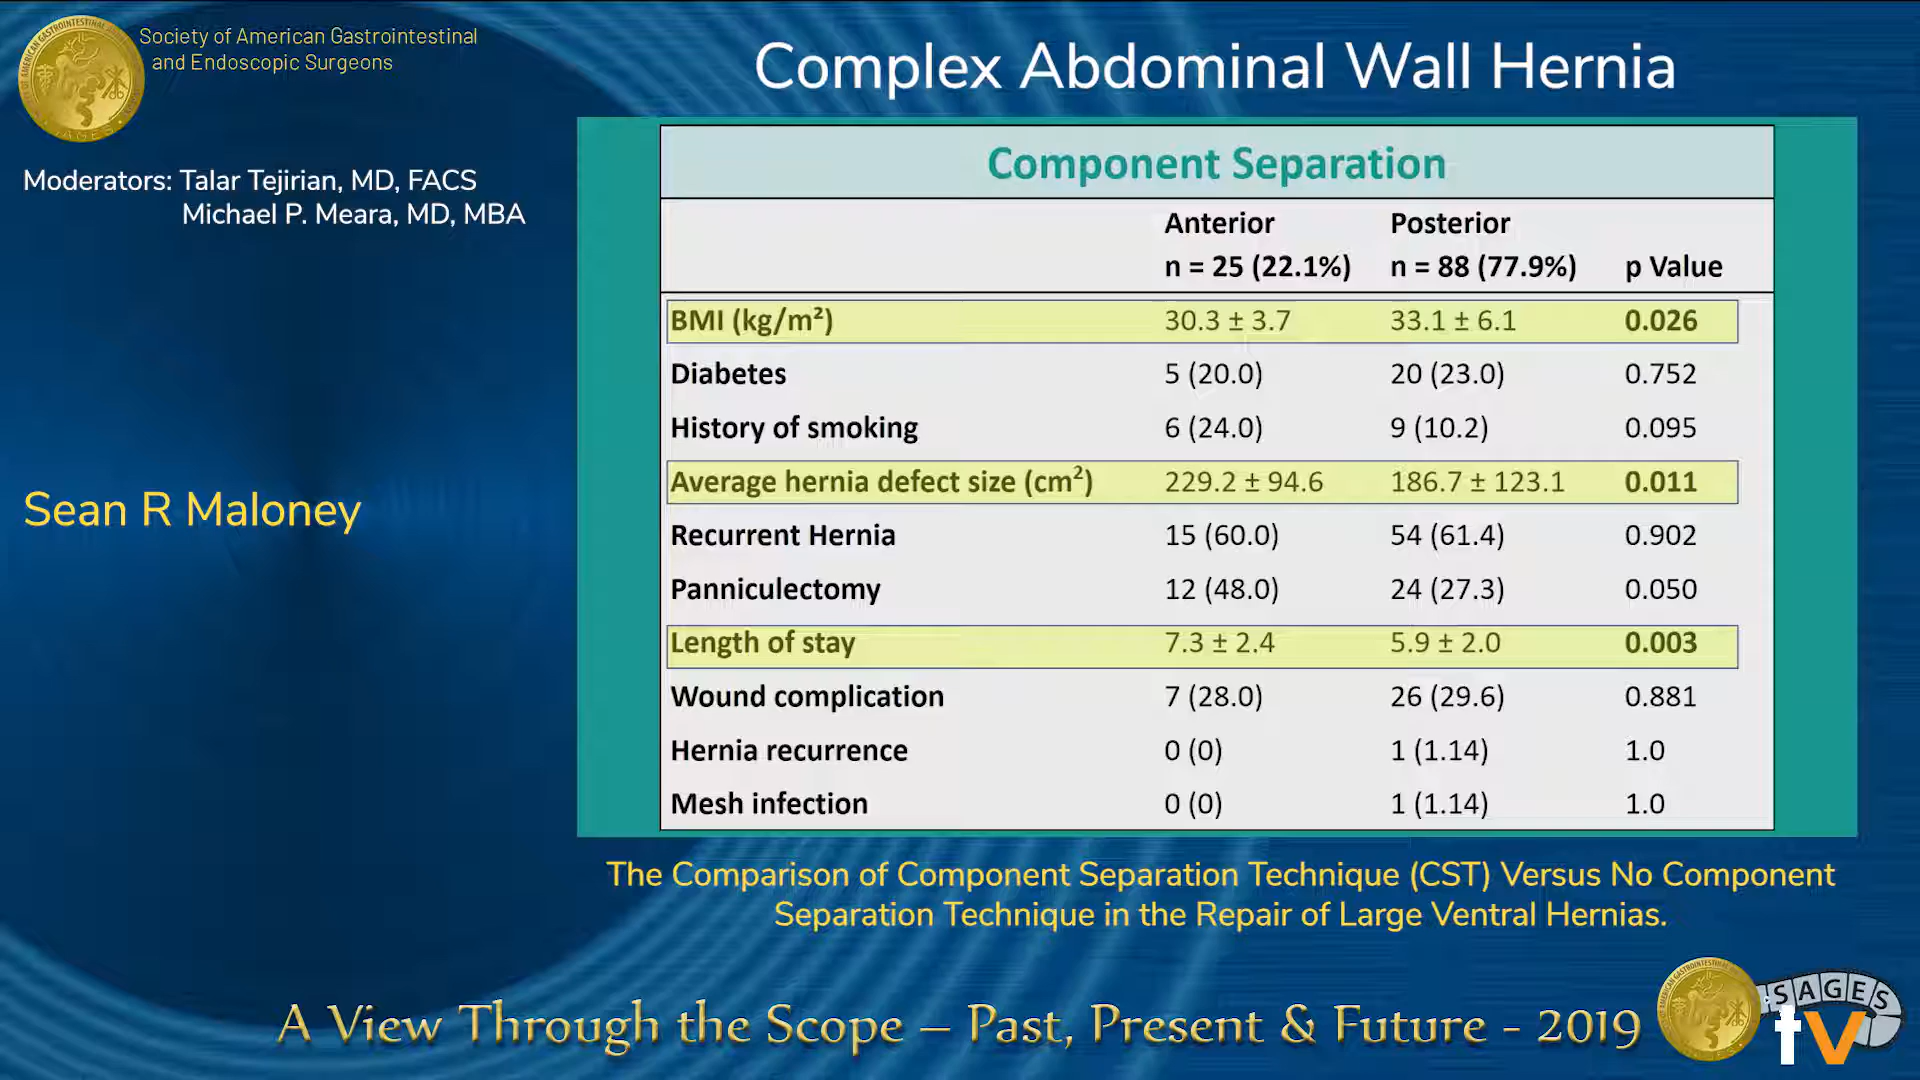 Society of American Gastrointestinal
and Endoscopic Surgeons
Complex Abdominal Wall Hernia
Moderators: Talar Tejirian, MD, FACS
Michael P. Meara, MD, MBA
Sean R Maloney
Component Separation
Anterior Posterior
n = 25 (22.1%) n = 88 (77.9%) p Value
BMI (kg/m²) 30.3 ± 3.7 33.1 ± 6.1 0.026
Diabetes 5 (20.0) 20 (23.0) 0.752
History of smoking 6 (24.0) 9 (10.2) 0.095
Average hernia defect size (cm²) 229.2 ± 94.6 186.7 ± 123.1 0.011
Recurrent Hernia 15 (60.0) 54 (61.4) 0.902
Panniculectomy 12 (48.0) 24 (27.3) 0.050
Length of stay 7.3 ± 2.4 5.9 ± 2.0 0.003
Wound complication 7 (28.0) 26 (29.6) 0.881
Hernia recurrence 0 (0) 1 (1.14) 1.0
Mesh infection 0 (0) 1 (1.14) 1.0
The Comparison of Component Separation Technique (CST) Versus No Component
Separation Technique in the Repair of Large Ventral Hernias.
A View Through the Scope – Past, Present & Future - 2019
SAGES
tv